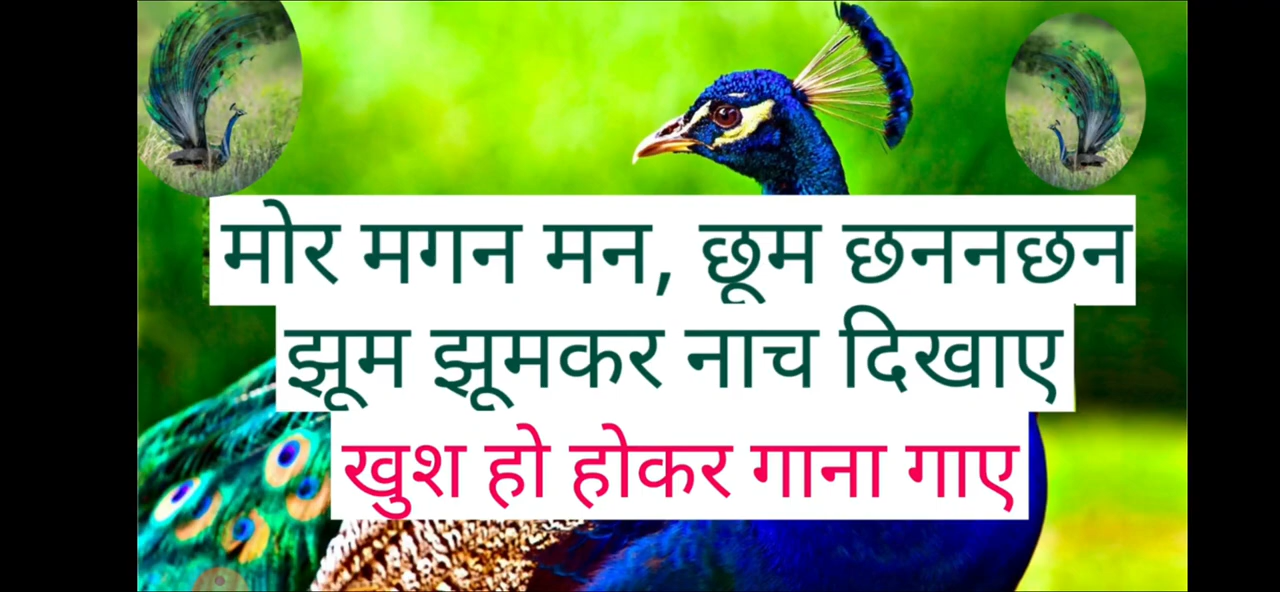 मोर मगन मन, छूम छननछन
झूम झूमकर नाच दिखाए
खुश हो होकर गाना गाए